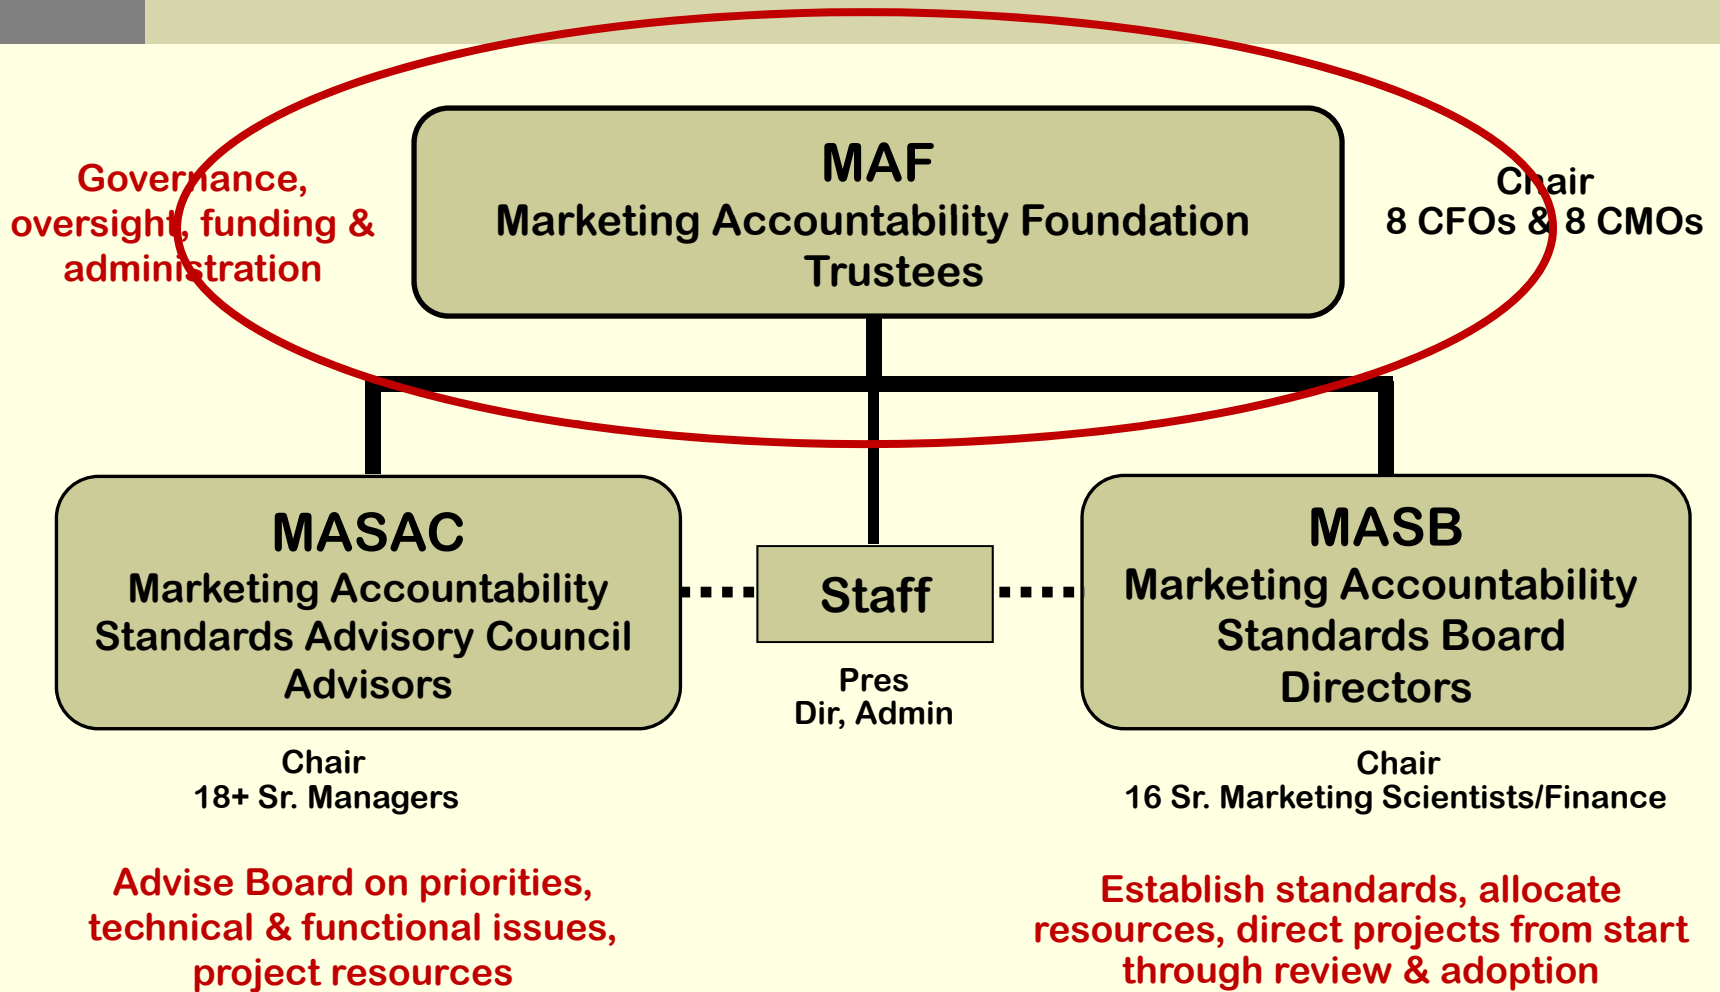 MAF
Marketing Accountability Foundation
Trustees
Governance,
oversight, funding &
administration
Chair
8 CFOs & 8 CMOs
MASAC
Marketing Accountability
Standards Advisory Council
Advisors
Staff
MASB
Marketing Accountability
Standards Board
Directors
Pres
Dir, Admin
Chair
18+ Sr. Managers
Chair
16 Sr. Marketing Scientists/Finance
Advise Board on priorities,
technical & functional issues,
project resources
Establish standards, allocate
resources, direct projects from start
through review & adoption